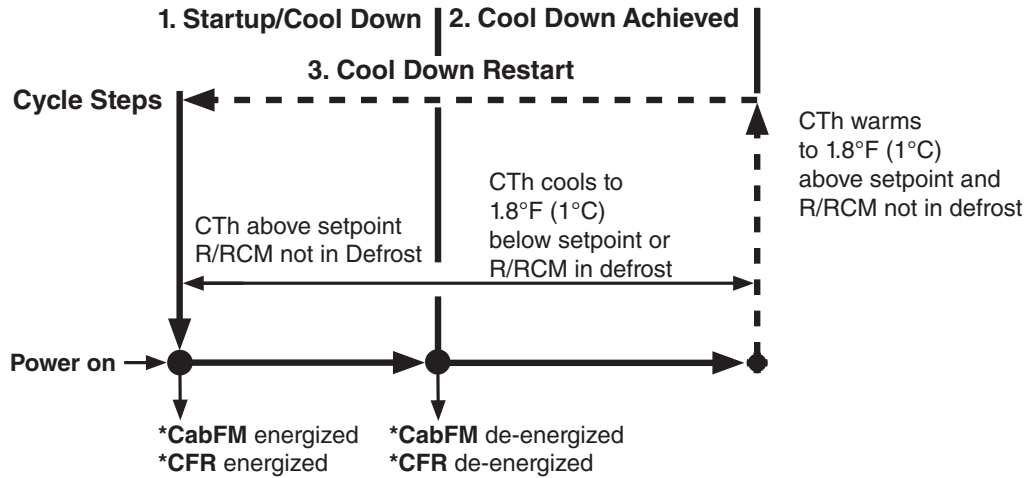 1. Startup/Cool Down
2. Cool Down Achieved
3. Cool Down Restart
Cycle Steps
CTh warms
to 1.8°F (1°C)
above setpoint and
R/RCM not in defrost
CTh cools to
1.8°F (1°C)
below setpoint or
R/RCM in defrost
CTh above setpoint
R/RCM not in Defrost
Power on
*CabFM energized
*CFR energized
*CabFM de-energized
*CFR de-energized